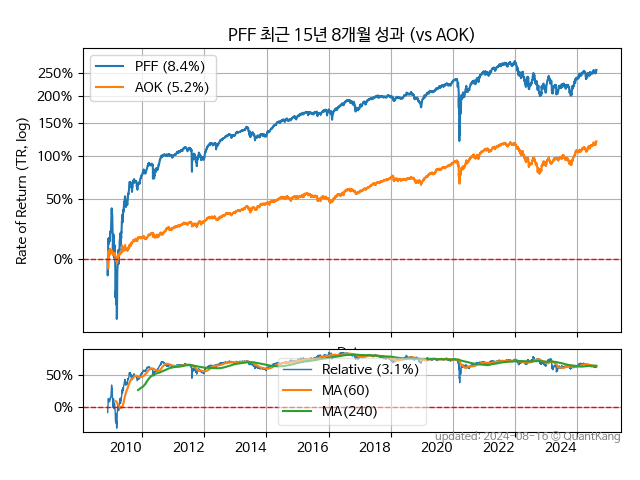 PFF 최근 15년 8개월 성과 (vs AOK)
Rate of Return (TR, log)
250%
200%
150%
100%
50%
0%
PFF (8.4%)
AOK (5.2%)
50%
0%
Relative (3.1%)
MA(60)
MA(240)
2010 2012 2014 2016 2018 2020 2022 2024
updated: 2024-08-16 © QuantKang